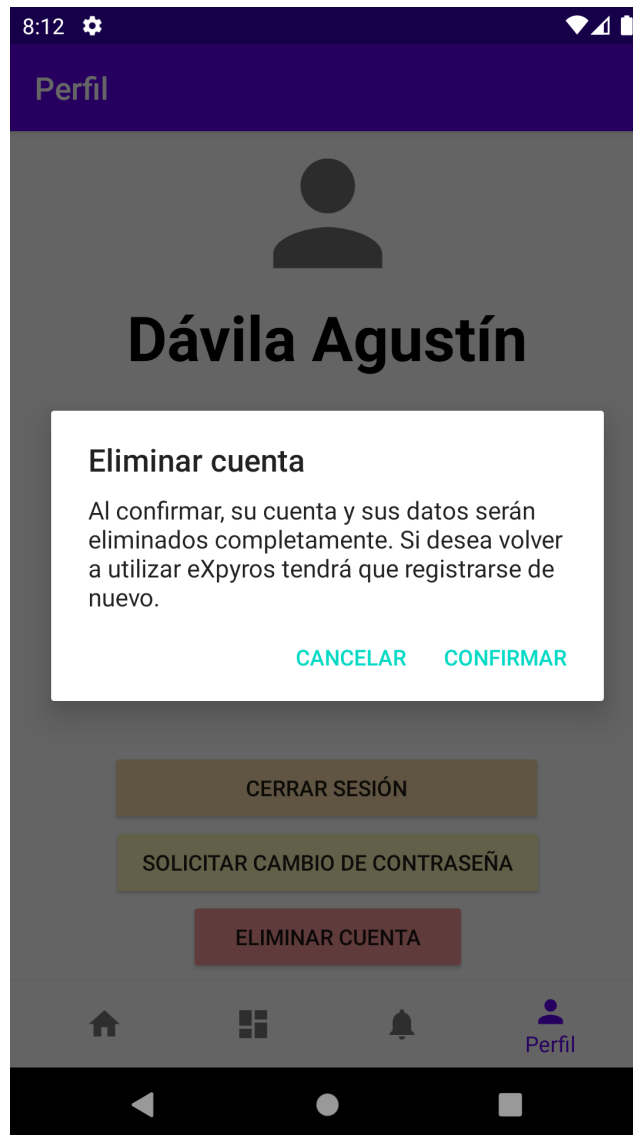 8:12
Perfil
Dávila Agustín
Eliminar cuenta
Al confirmar, su cuenta y sus datos serán
eliminados completamente. Si desea volver
a utilizar eXpyros tendrá que registrarse de
nuevo.
CANCELAR CONFIRMAR
CERRAR SESIÓN
SOLICITAR CAMBIO DE CONTRASEÑA
ELIMINAR CUENTA
Perfil